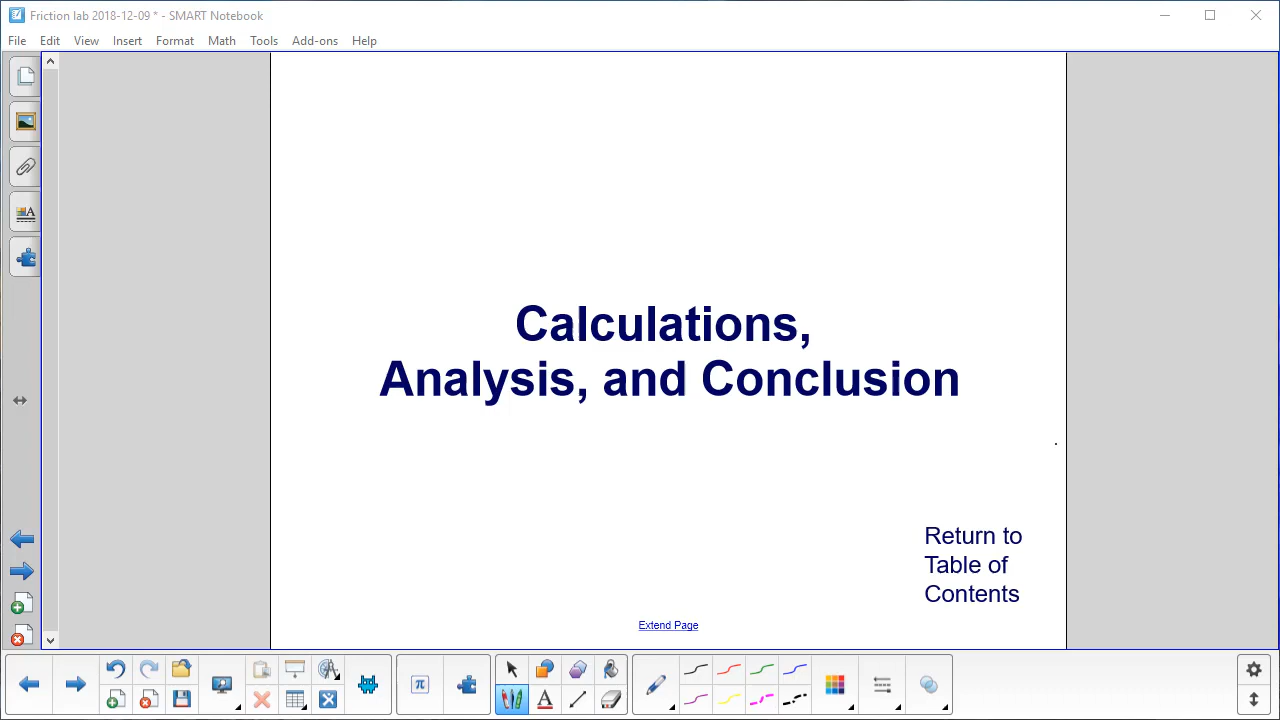 Friction lab 2018-12-09 * - SMART Notebook
File Edit View Insert Format Math Tools Add-ons Help
Calculations,
Analysis, and Conclusion
Return to
Table of
Contents
Extend Page
π
A